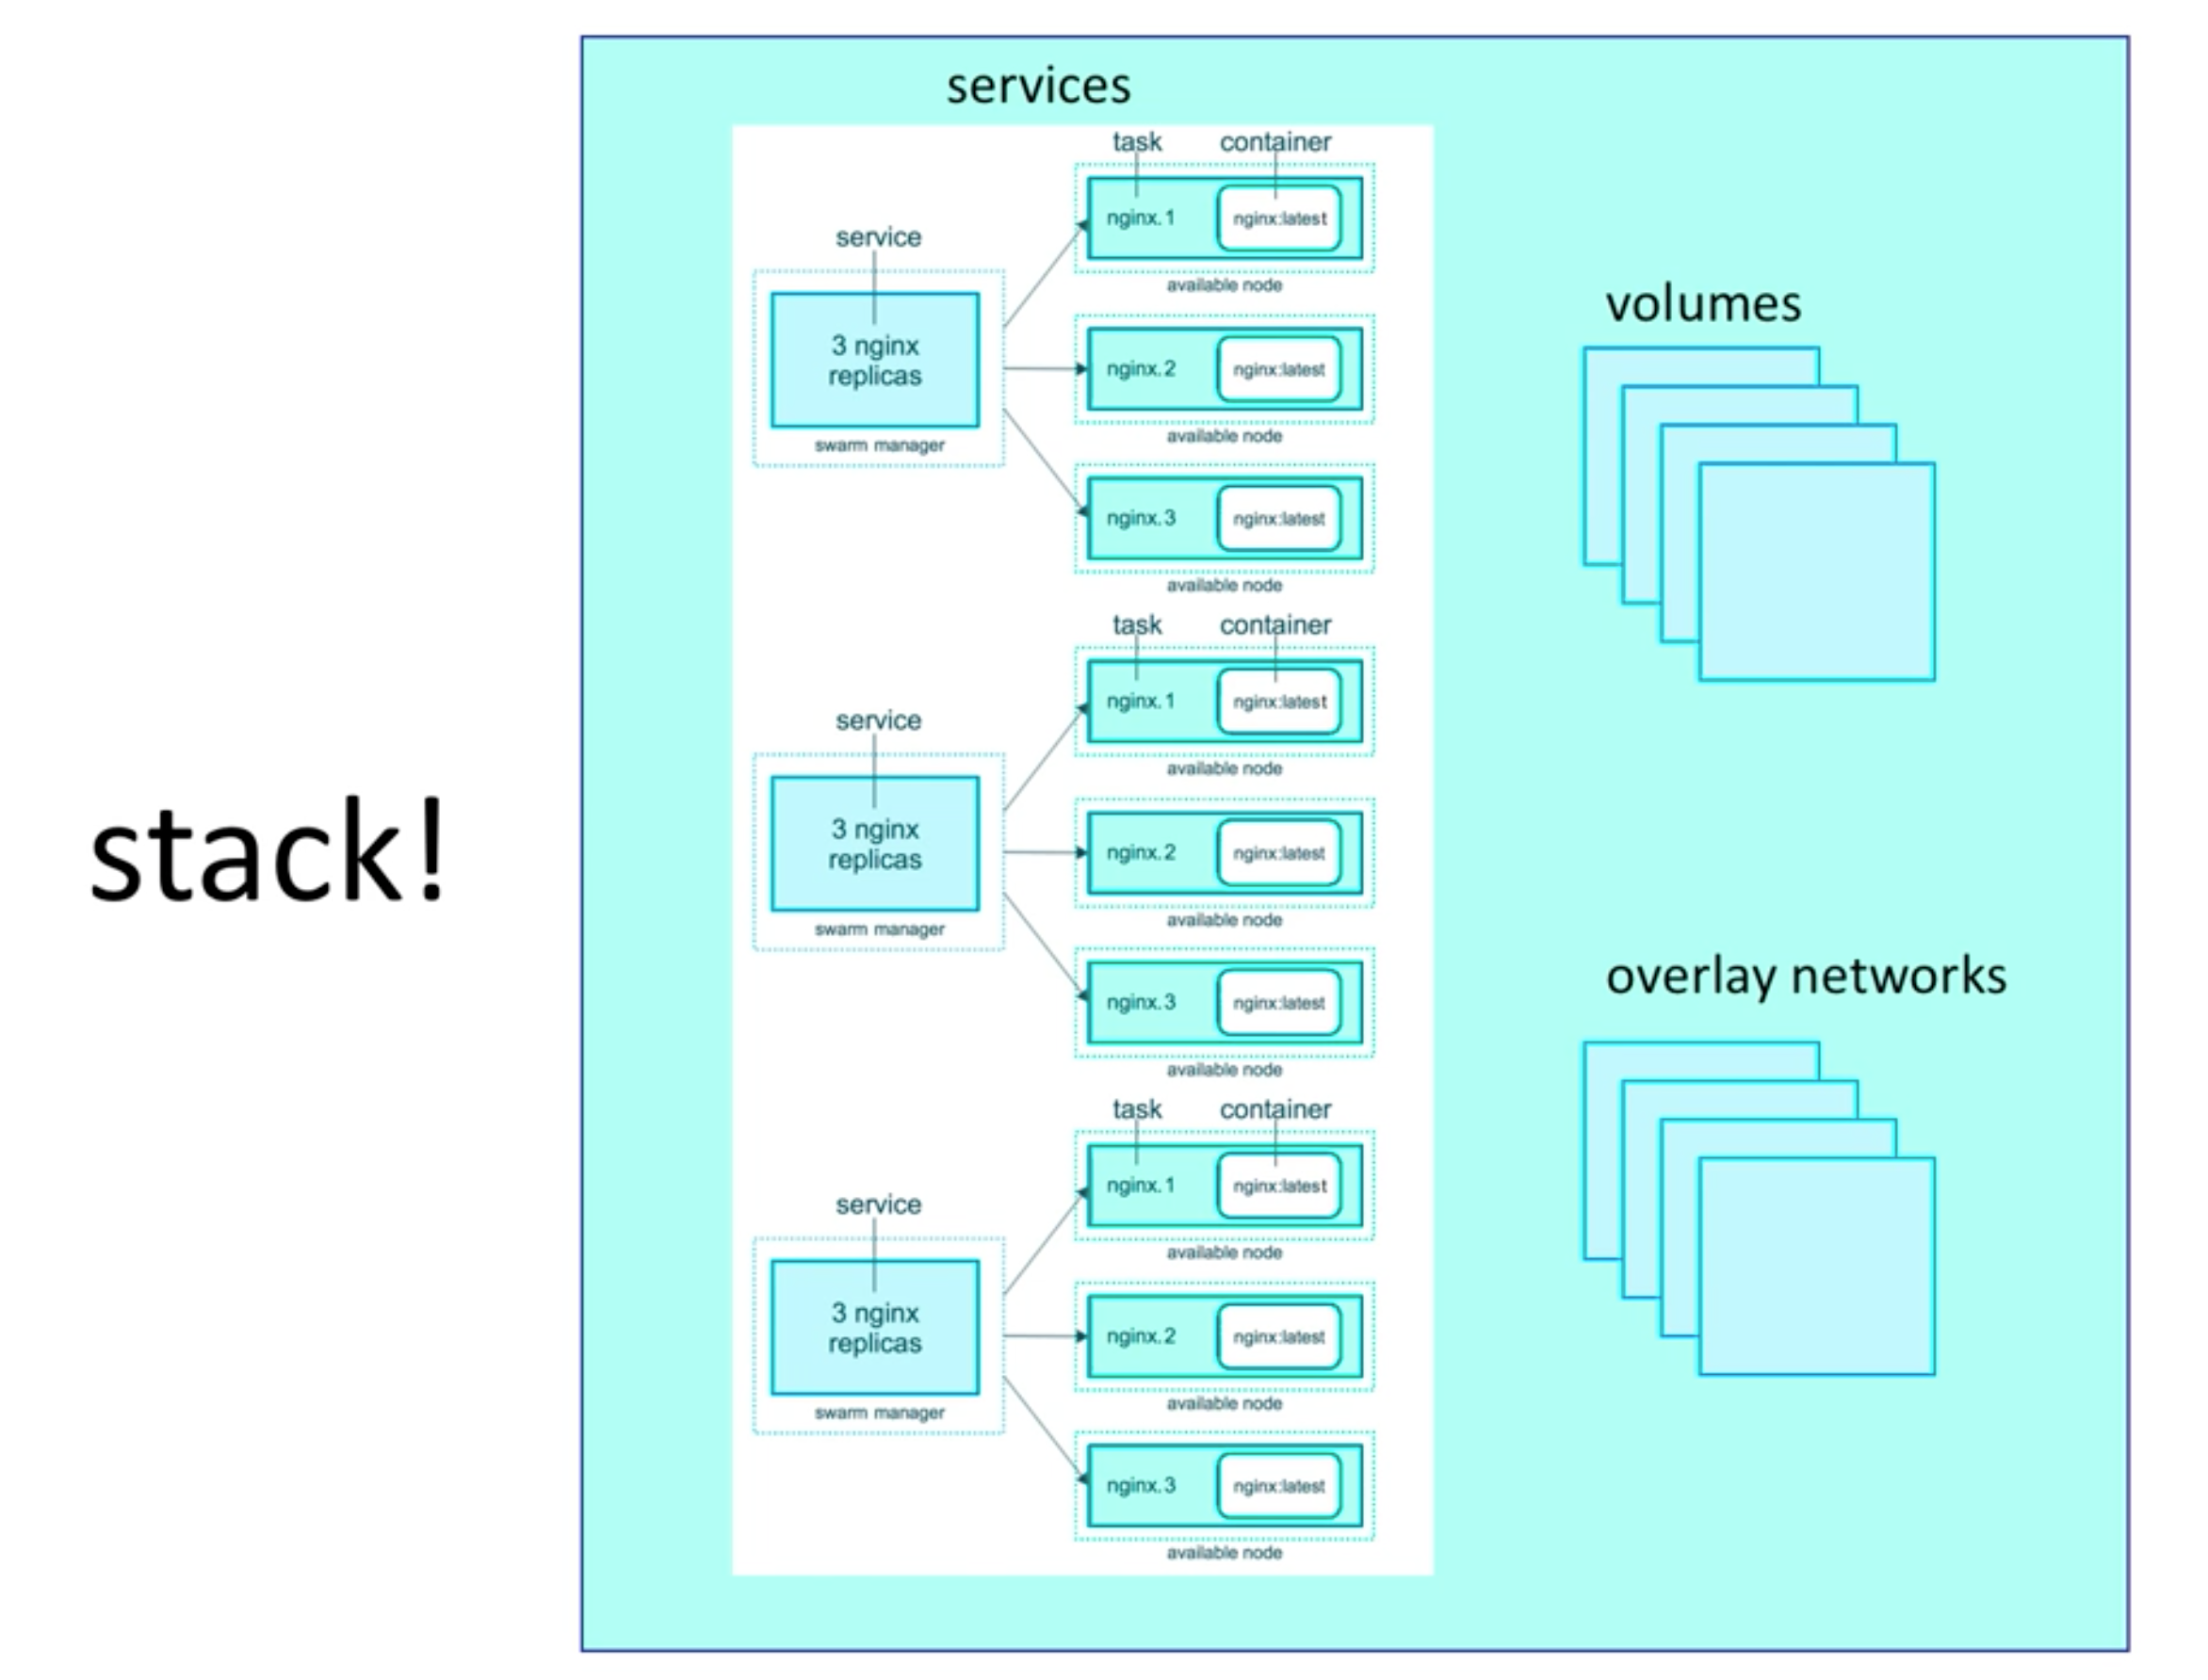 stack!
services
task container
nginx.1 nginx:latest
available node
service
3 nginx
replicas
swarm manager
nginx.2 nginx:latest
available node
nginx.3 nginx:latest
available node
task container
nginx.1 nginx:latest
available node
service
3 nginx
replicas
swarm manager
nginx.2 nginx:latest
available node
nginx.3 nginx:latest
available node
task container
nginx.1 nginx:latest
available node
service
3 nginx
replicas
swarm manager
nginx.2 nginx:latest
available node
nginx.3 nginx:latest
available node
volumes
overlay networks